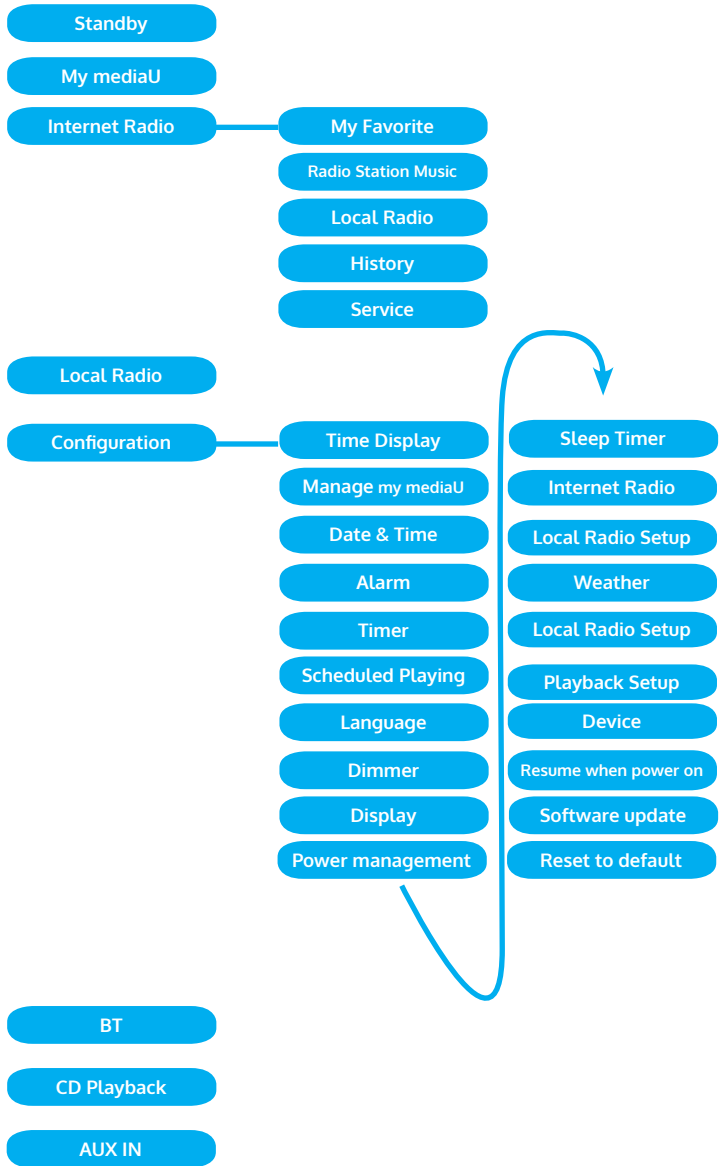 Standby
My mediaU
Internet Radio
My Favorite
Radio Station Music
Local Radio
History
Service
Local Radio
Configuration
Time Display
Manage my mediaU
Date & Time
Alarm
Timer
Scheduled Playing
Language
Dimmer
Display
Power management
Sleep Timer
Internet Radio
Local Radio Setup
Weather
Local Radio Setup
Playback Setup
Device
Resume when power on
Software update
Reset to default
BT
CD Playback
AUX IN